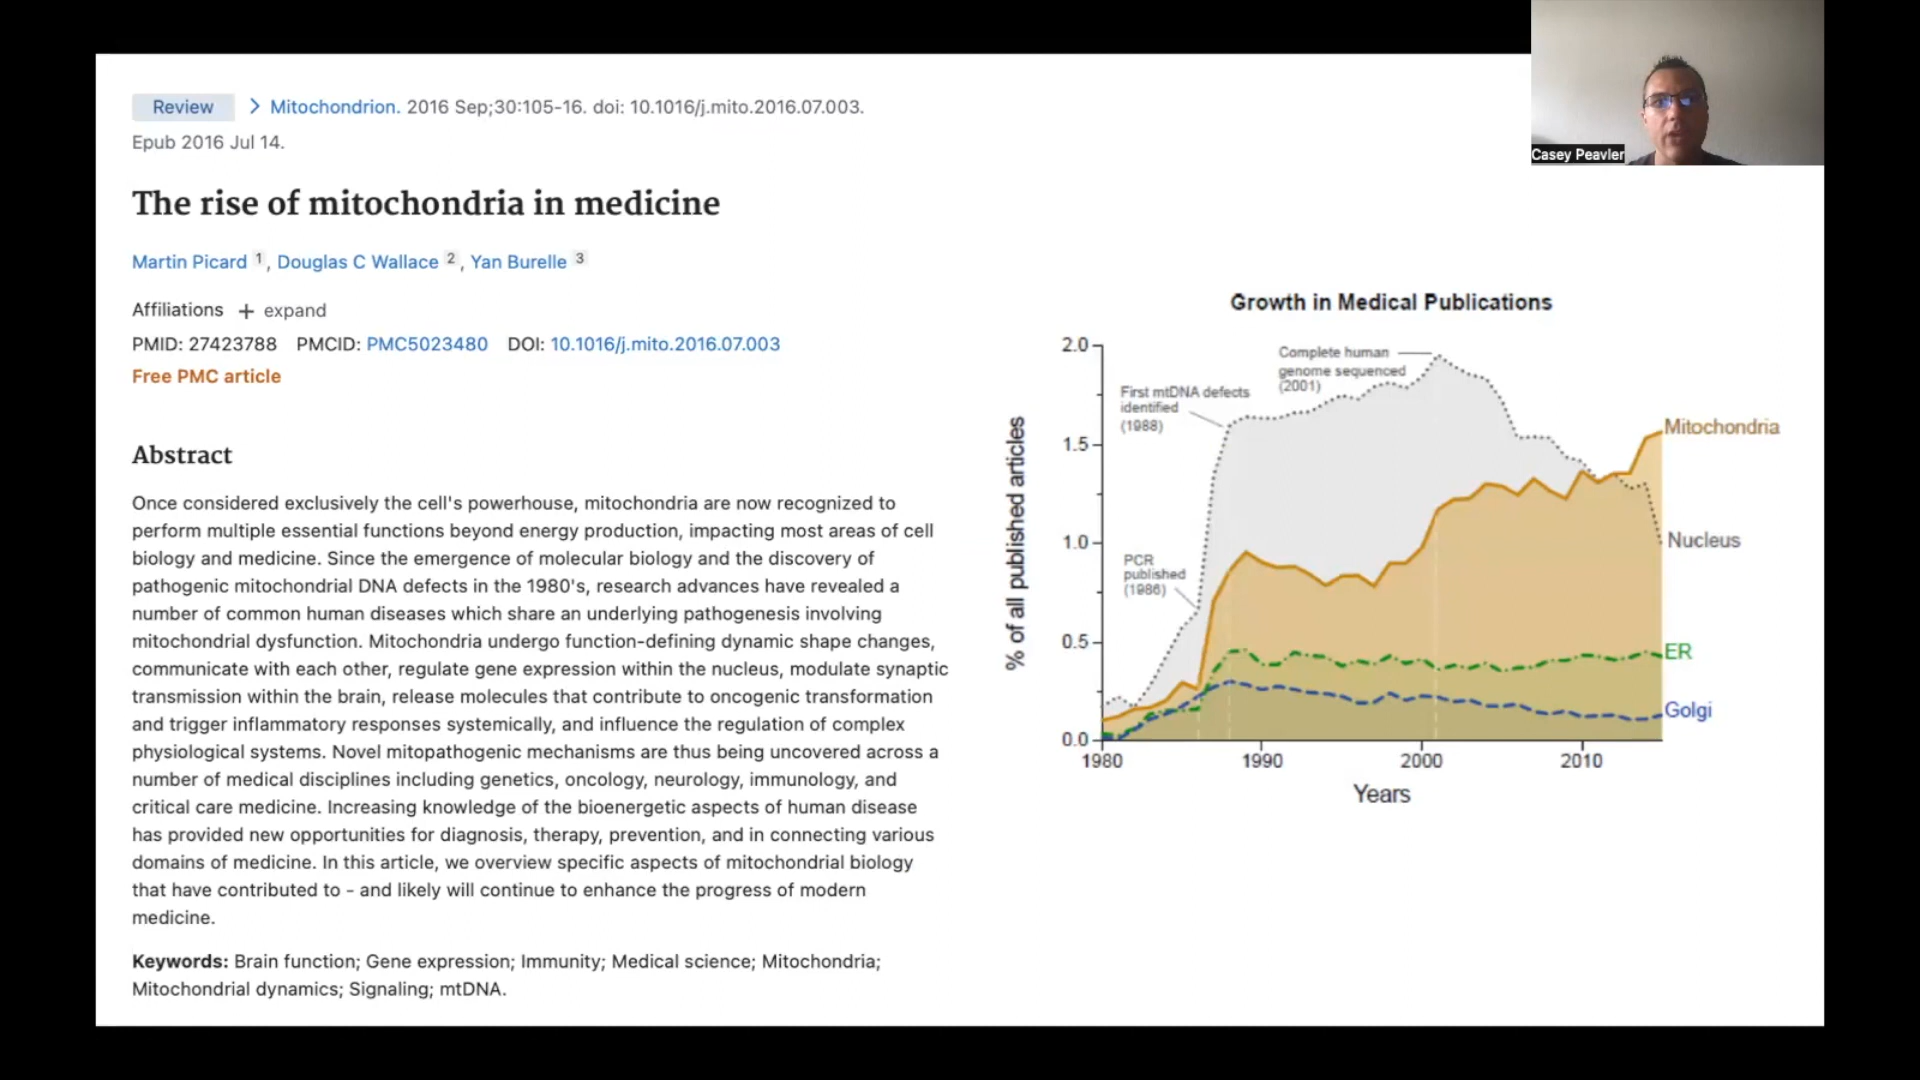 Review > Mitochondrion. 2016 Sep;30:105-16. doi: 10.1016/j.mito.2016.07.003.
Epub 2016 Jul 14.
The rise of mitochondria in medicine
Martin Picard 1, Douglas C Wallace 2, Yan Burelle 3
Affiliations + expand
PMID: 27423788 PMCID: PMC5023480 DOI: 10.1016/j.mito.2016.07.003
Free PMC article
Abstract
Once considered exclusively the cell's powerhouse, mitochondria are now recognized to
perform multiple essential functions beyond energy production, impacting most areas of cell
biology and medicine. Since the emergence of molecular biology and the discovery of
pathogenic mitochondrial DNA defects in the 1980's, research advances have revealed a
number of common human diseases which share an underlying pathogenesis involving
mitochondrial dysfunction. Mitochondria undergo function-defining dynamic shape changes,
communicate with each other, regulate gene expression within the nucleus, modulate synaptic
transmission within the brain, release molecules that contribute to oncogenic transformation
and trigger inflammatory responses systemically, and influence the regulation of complex
physiological systems. Novel mitopathogenic mechanisms are thus being uncovered across a
number of medical disciplines including genetics, oncology, neurology, immunology, and
critical care medicine. Increasing knowledge of the bioenergetic aspects of human disease
has provided new opportunities for diagnosis, therapy, prevention, and in connecting various
domains of medicine. In this article, we overview specific aspects of mitochondrial biology
that have contributed to - and likely will continue to enhance the progress of modern
medicine.
Keywords: Brain function; Gene expression; Immunity; Medical science; Mitochondria;
Mitochondrial dynamics; Signaling; mtDNA.
Casey Peavler
Growth in Medical Publications
% of all published articles
2.0
1.5
1.0
0.5
0.0
Complete human
genome sequenced
(2001)
First mtDNA defects
identified
(1988)
PCR
published
(1986)
Mitochondria
Nucleus
ER
Golgi
1980
1990
2000
2010
Years